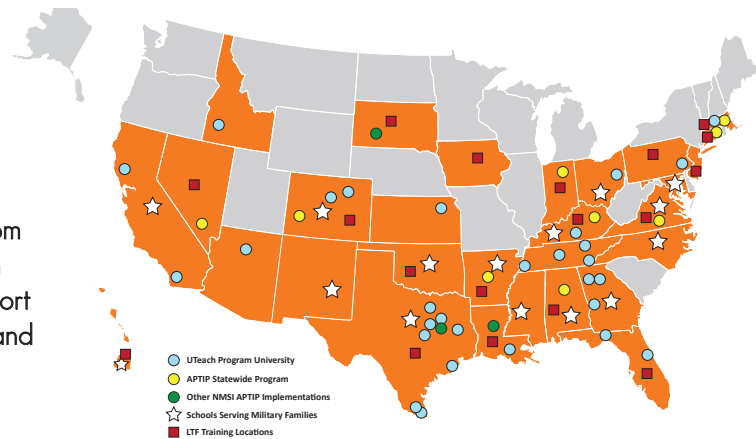 om
ort
and
UTeach Program University
APTIP Statewide Program
Other NMSI APTIP Implementations
Schools Serving Military Families
LTF Training Locations